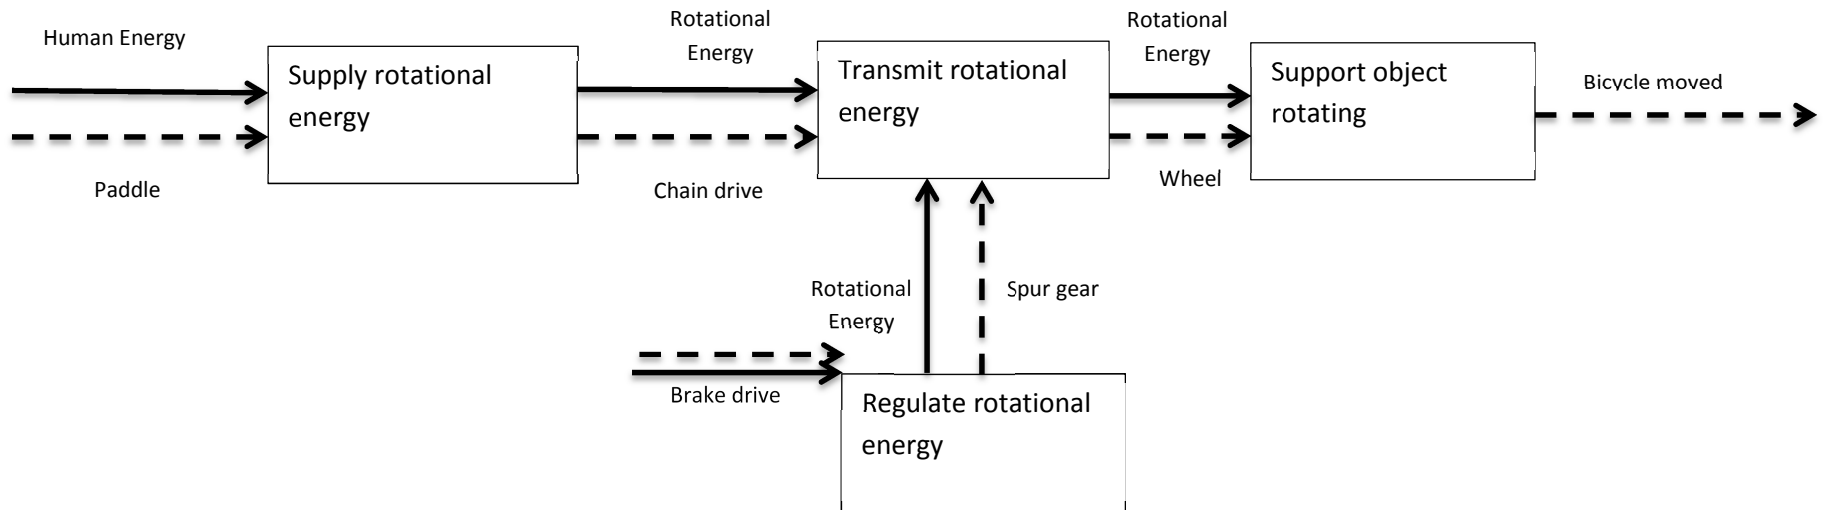 Human Energy
Supply rotational
energy
Paddle
Rotational
Energy
Chain drive
Transmit rotational
energy
Rotational
Energy
Wheel
Support object
rotating
Bicycle moved
Rotational
Energy
Spur gear
Brake drive
Regulate rotational
energy